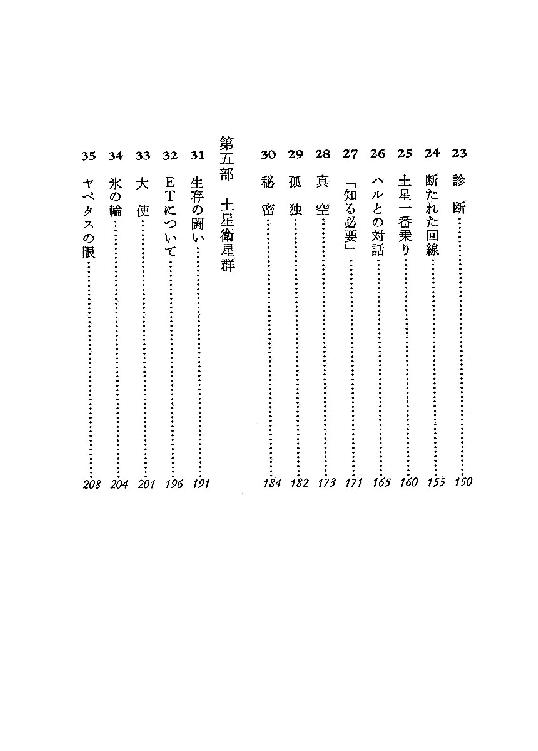 23 診断……150
24 断たれた回線……155
25 土星一番乗り……160
26 ハルとの対話……165
27 「知る必要」……171
28 真空……173
29 孤独……182
30 秘密……184
第五部 土星衛星群
31 生存の闘い……191
32 ETについて……196
33 大使……201
34 氷の輪……204
35 ヤペタスの眼……208